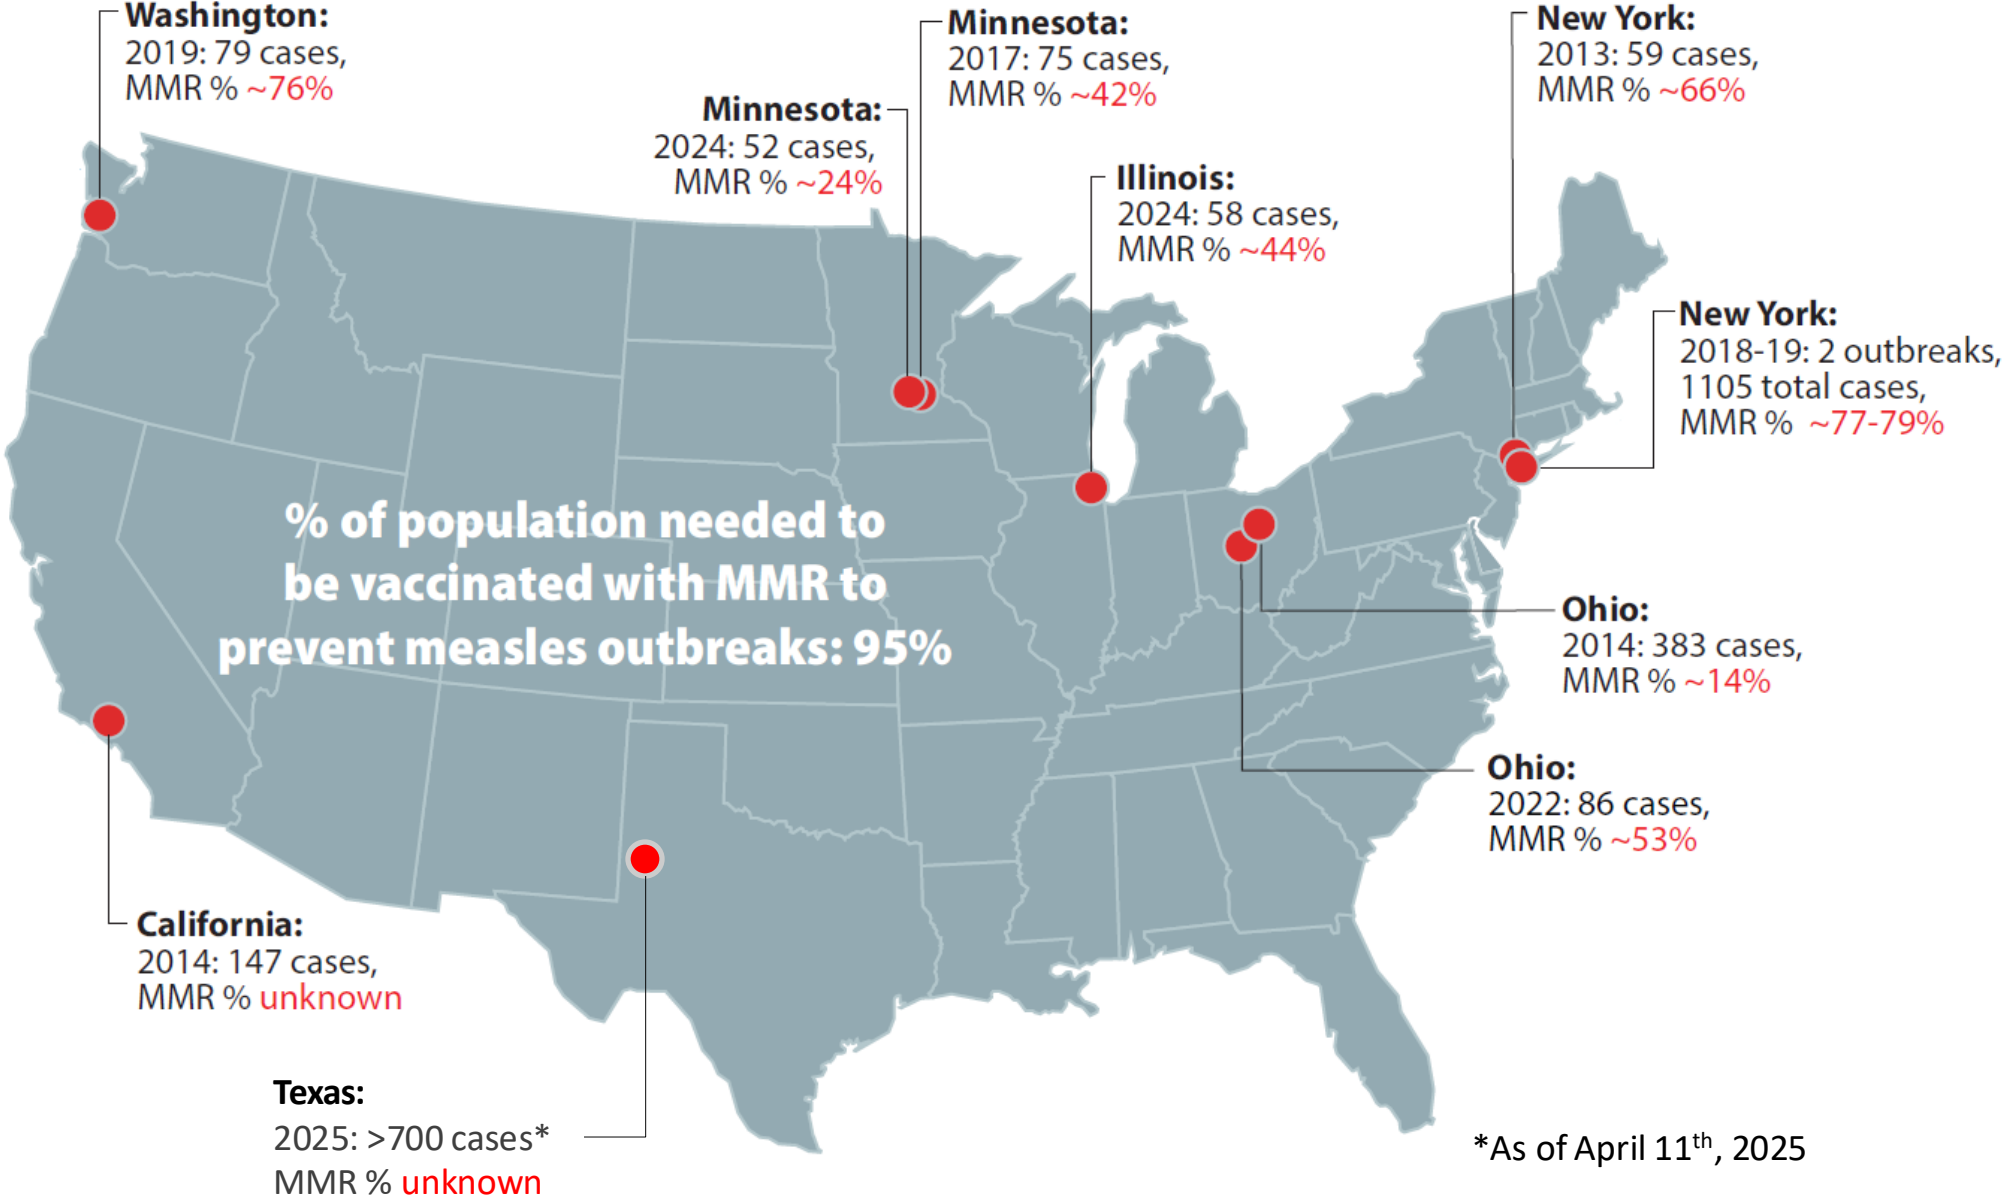 Washington:
2019: 79 cases,
MMR % ~76%
Minnesota:
2017: 75 cases,
MMR % ~42%
New York:
2013: 59 cases,
MMR % ~66%
Minnesota:
2024: 52 cases,
MMR % ~24%
Illinois:
2024: 58 cases,
MMR % ~44%
New York:
2018-19: 2 outbreaks,
1105 total cases,
MMR % ~77-79%
% of population needed to
be vaccinated with MMR to
prevent measles outbreaks: 95%
Ohio:
2014: 383 cases,
MMR % ~14%
Ohio:
2022: 86 cases,
MMR % ~53%
California:
2014: 147 cases,
MMR % unknown
Texas:
2025: >700 cases*
MMR % unknown
*As of April 11th, 2025